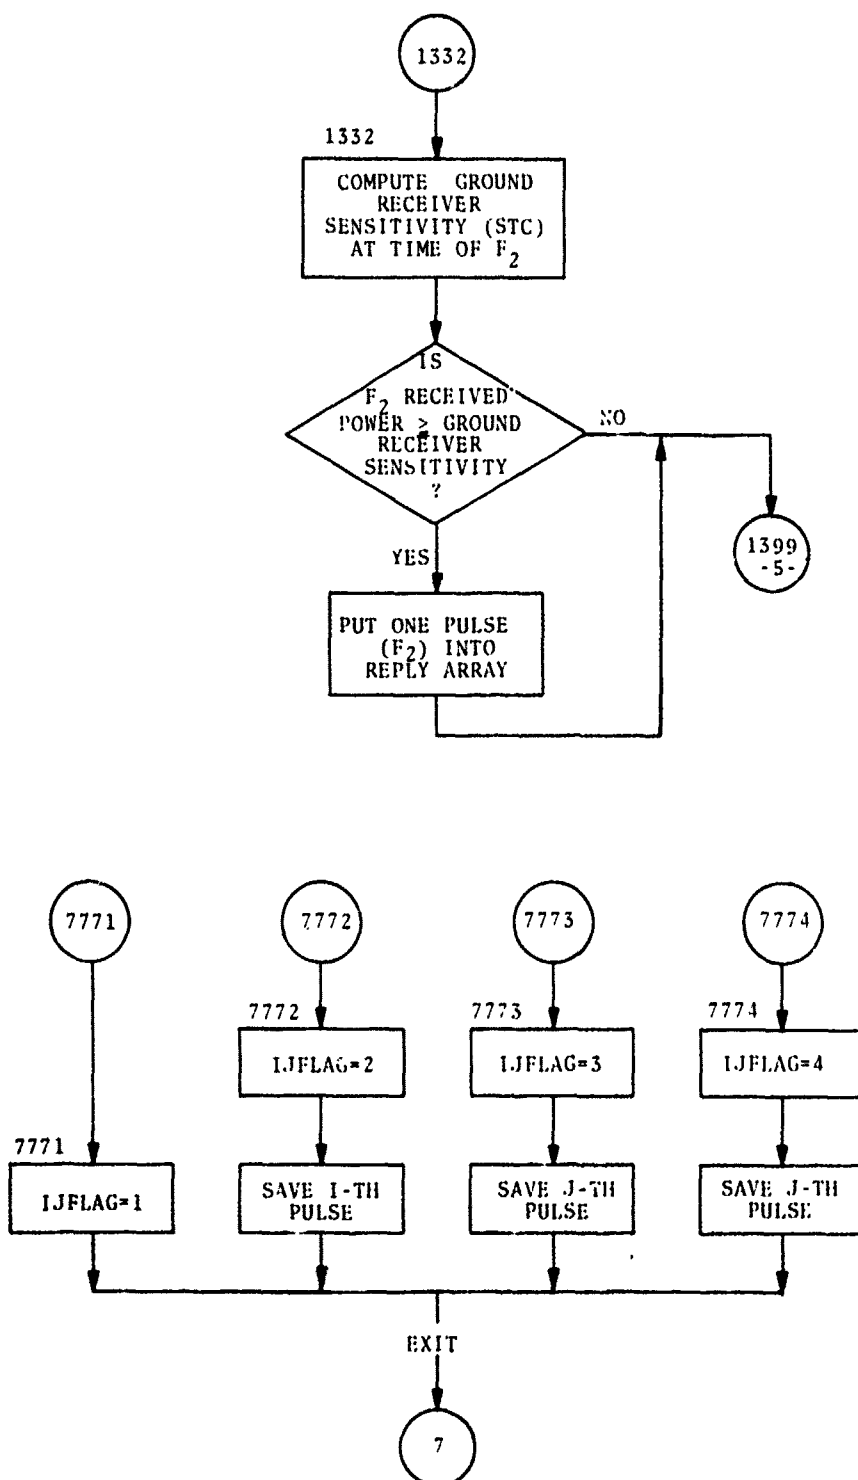 1332
1332
COMPUTE GROUND
RECEIVER
SENSITIVITY (STC)
AT TIME OF F2
IS
F2 RECEIVED
POWER ≥ GROUND
RECEIVER
SENSITIVITY
?
NO
1399
-5-
YES
PUT ONE PULSE
(F2) INTO
REPLY ARRAY
7771
7772
7773
7774
7772
7773
7774
IJFLAG=2
IJFLAG=3
IJFLAG=4
7771
IJFLAG=1
SAVE I-TH
PULSE
SAVE J-TH
PULSE
SAVE J-TH
PULSE
EXIT
7